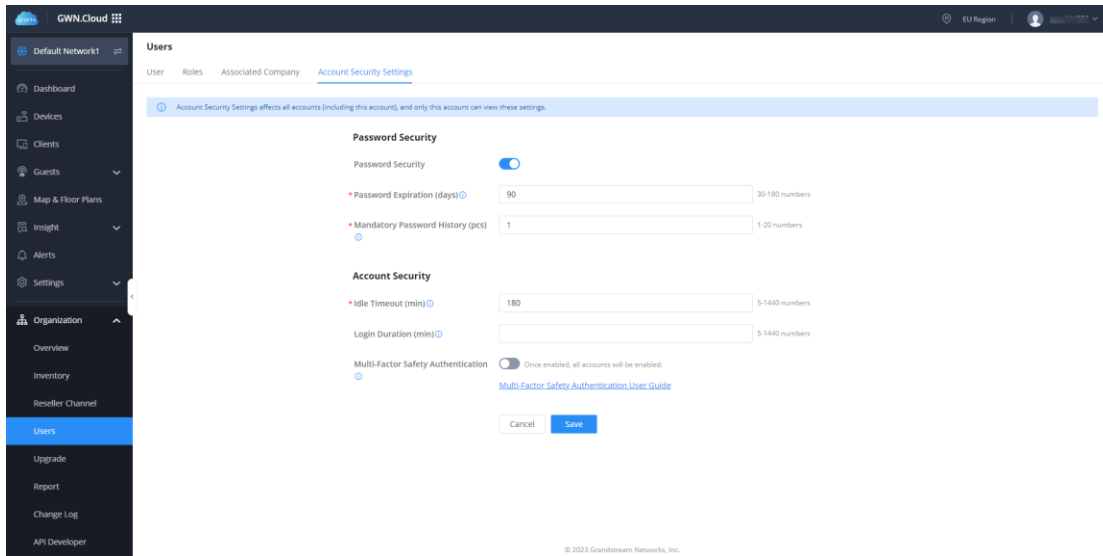 GWN
GWN.Cloud
EU Region
Default Network1
Dashboard
Devices
Clients
Guests
Map & Floor Plans
Insight
Alerts
Settings
Organization
Overview
Inventory
Reseller Channel
Users
Upgrade
Report
Change Log
API Developer
Users
User Roles Associated Company Account Security Settings
Account Security Settings affects all accounts (including this account), and only this account can view these settings.
Password Security
Password Security
* Password Expiration (days) 90 30-180 numbers
* Mandatory Password History (pcs) 1 1-20 numbers
Account Security
* Idle Timeout (min) 180 5-1440 numbers
Login Duration (min) 5-1440 numbers
Multi-Factor Safety Authentication Once enabled, all accounts will be enabled.
Multi-Factor Safety Authentication User Guide
Cancel Save
© 2023 Grandstream Networks, Inc.